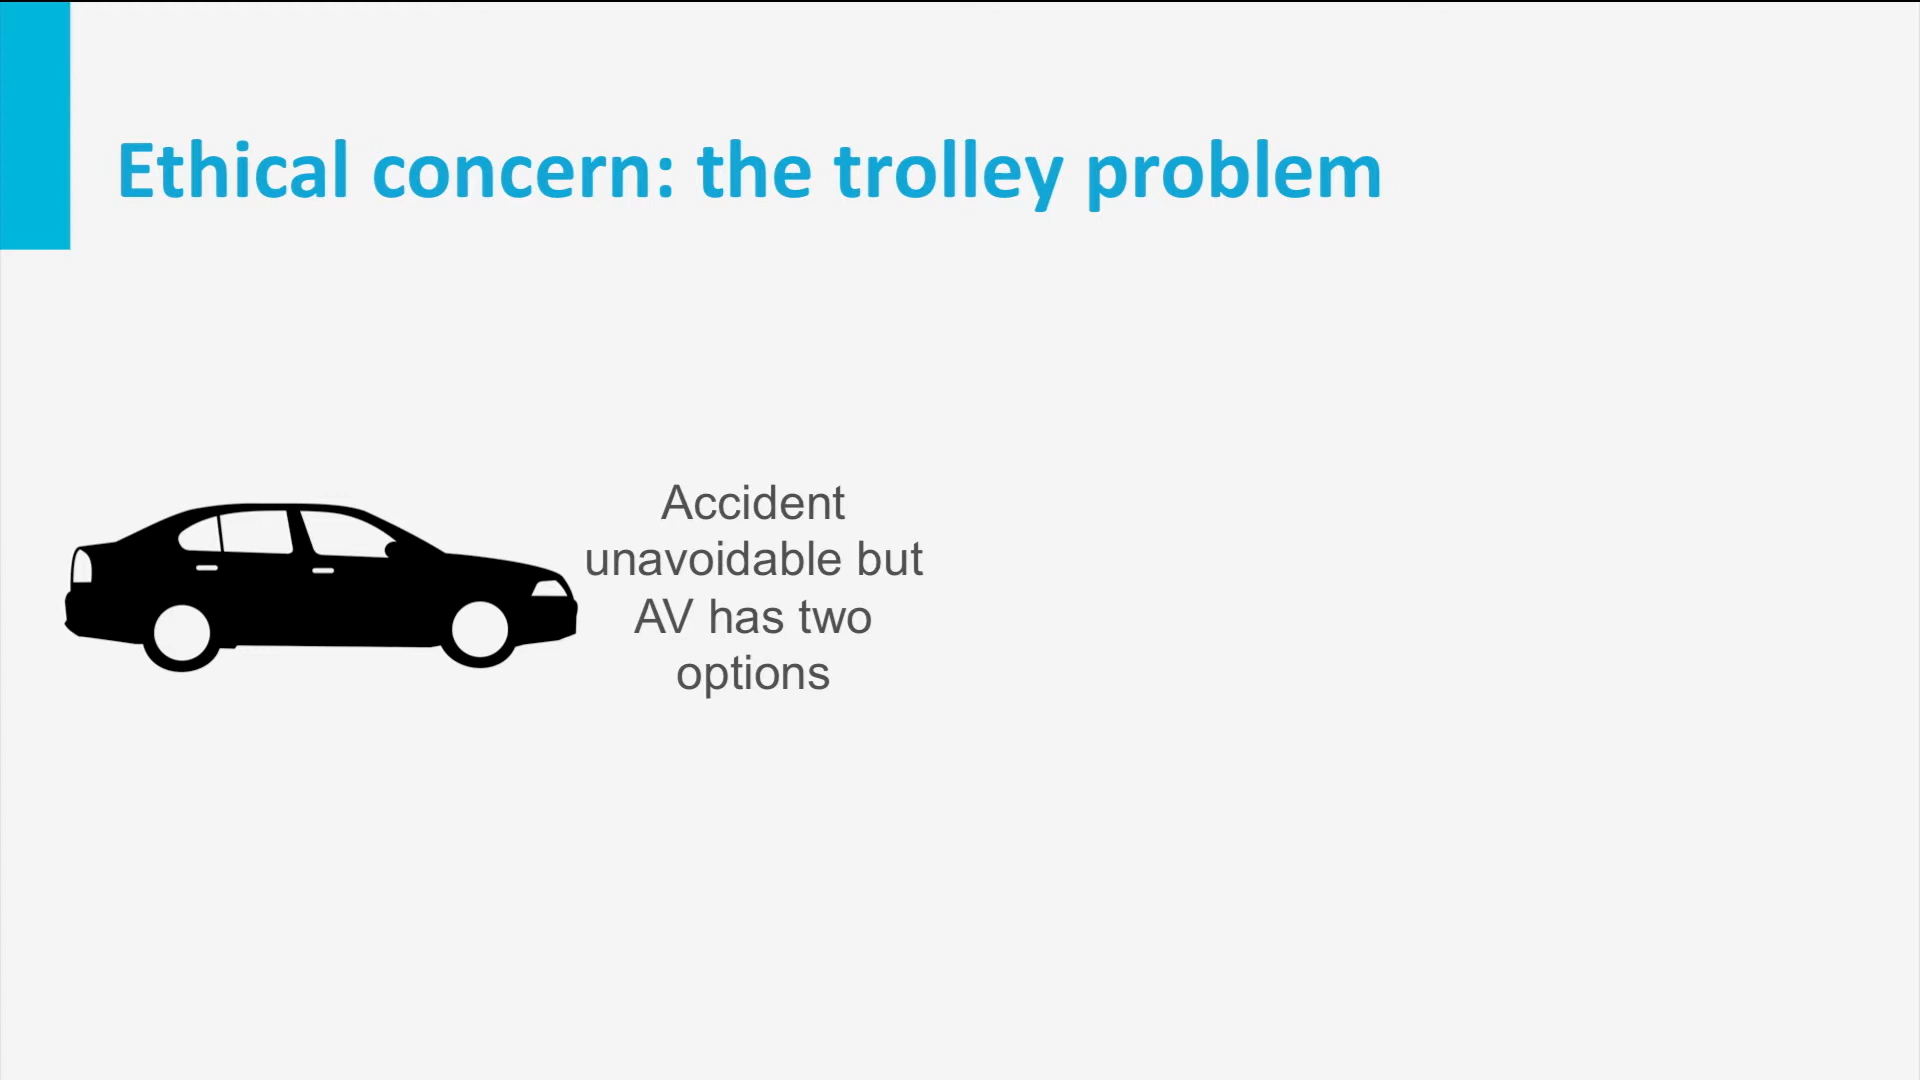 Ethical concern: the trolley problem
Accident
unavoidable but
AV has two
options